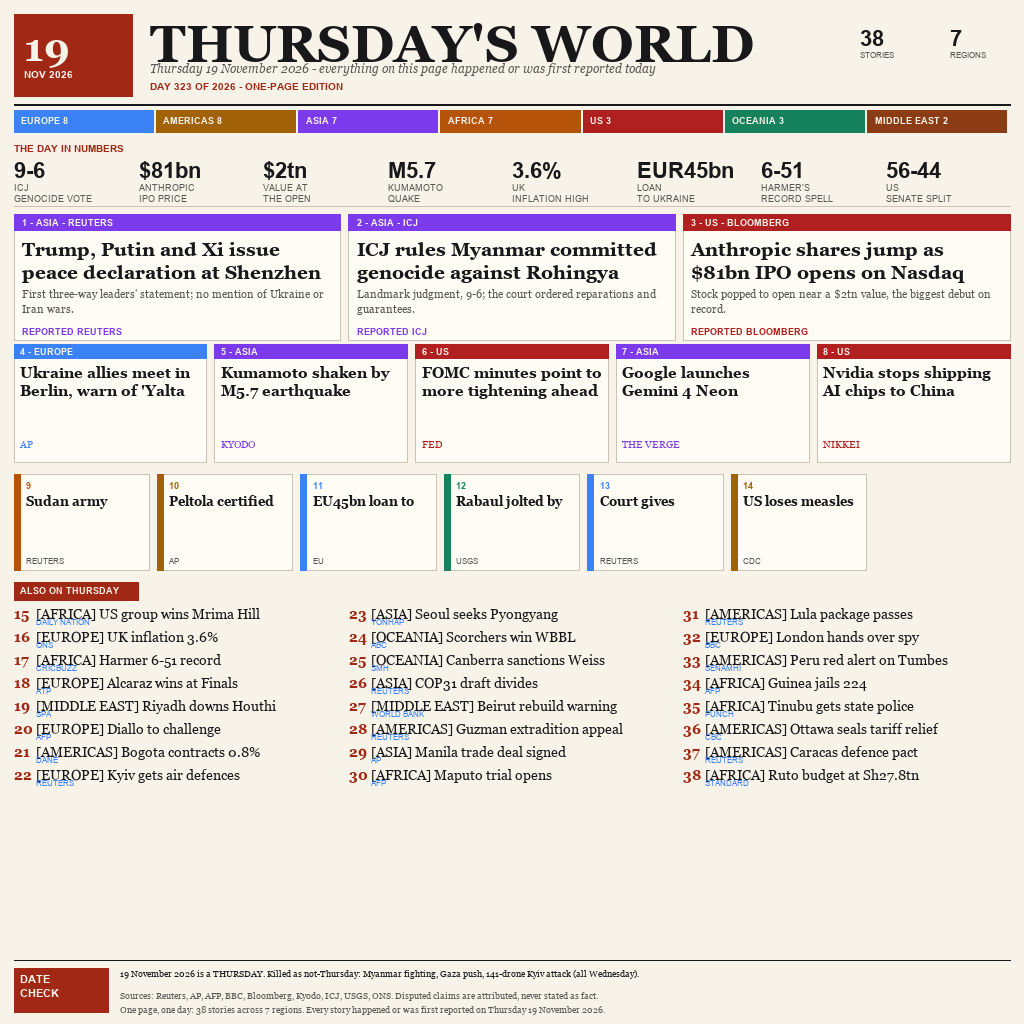 19
NOV 2026
THURSDAY'S WORLD
Thursday 19 November 2026 - everything on this page happened or was first reported today
DAY 323 OF 2026 - ONE-PAGE EDITION
38
STORIES
7
REGIONS
EUROPE 8
AMERICAS 8
ASIA 7
AFRICA 7
US 3
OCEANIA 3
MIDDLE EAST 2
THE DAY IN NUMBERS
9-6
ICJ
GENOCIDE VOTE
$81bn
ANTHROPIC
IPO PRICE
$2tn
VALUE AT
THE OPEN
M5.7
KUMAMOTO
QUAKE
3.6%
UK
INFLATION HIGH
EUR45bn
LOAN
TO UKRAINE
6-51
HARMER'S
RECORD SPELL
56-44
US
SENATE SPLIT
1 - ASIA - REUTERS
Trump, Putin and Xi issue
peace declaration at Shenzhen
First three-way leaders' statement; no mention of Ukraine or
Iran wars.
REPORTED REUTERS
2 - ASIA - ICJ
ICJ rules Myanmar committed
genocide against Rohingya
Landmark judgment, 9-6; the court ordered reparations and
guarantees.
REPORTED ICJ
3 - US - BLOOMBERG
Anthropic shares jump as
$81bn IPO opens on Nasdaq
Stock popped to open near a $2tn value, the biggest debut on
record.
REPORTED BLOOMBERG
4 - EUROPE
Ukraine allies meet in
Berlin, warn of 'Yalta
AP
5 - ASIA
Kumamoto shaken by
M5.7 earthquake
KYODO
6 - US
FOMC minutes point to
more tightening ahead
FED
7 - ASIA
Google launches
Gemini 4 Neon
THE VERGE
8 - US
Nvidia stops shipping
AI chips to China
NIKKEI
9
Sudan army
REUTERS
10
Peltola certified
AP
11
EU45bn loan to
EU
12
Rabaul jolted by
USGS
13
Court gives
REUTERS
14
US loses measles
CDC
ALSO ON THURSDAY
15 [AFRICA] US group wins Mrima Hill
DAILY NATION
16 [EUROPE] UK inflation 3.6%
ONS
17 [AFRICA] Harmer 6-51 record
CRICBUZZ
18 [EUROPE] Alcaraz wins at Finals
ATP
19 [MIDDLE EAST] Riyadh downs Houthi
SPA
20 [EUROPE] Diallo to challenge
AFP
21 [AMERICAS] Bogota contracts 0.8%
DANE
22 [EUROPE] Kyiv gets air defences
REUTERS
23 [ASIA] Seoul seeks Pyongyang
YONHAP
24 [OCEANIA] Scorchers win WBBL
ABC
25 [OCEANIA] Canberra sanctions Weiss
SMH
26 [ASIA] COP31 draft divides
REUTERS
27 [MIDDLE EAST] Beirut rebuild warning
WORLD BANK
28 [AMERICAS] Guzman extradition appeal
REUTERS
29 [ASIA] Manila trade deal signed
AP
30 [AFRICA] Maputo trial opens
AFP
31 [AMERICAS] Lula package passes
REUTERS
32 [EUROPE] London hands over spy
BBC
33 [AMERICAS] Peru red alert on Tumbes
SENAMHI
34 [AFRICA] Guinea jails 224
AFP
35 [AFRICA] Tinubu gets state police
PUNCH
36 [AMERICAS] Ottawa seals tariff relief
CBC
37 [AMERICAS] Caracas defence pact
REUTERS
38 [AFRICA] Ruto budget at Sh27.8tn
STANDARD
DATE
CHECK
19 November 2026 is a THURSDAY. Killed as not-Thursday: Myanmar fighting, Gaza push, 141-drone Kyiv attack (all Wednesday).
Sources: Reuters, AP, AFP, BBC, Bloomberg, Kyodo, ICJ, USGS, ONS. Disputed claims are attributed, never stated as fact.
One page, one day: 38 stories across 7 regions. Every story happened or was first reported on Thursday 19 November 2026.